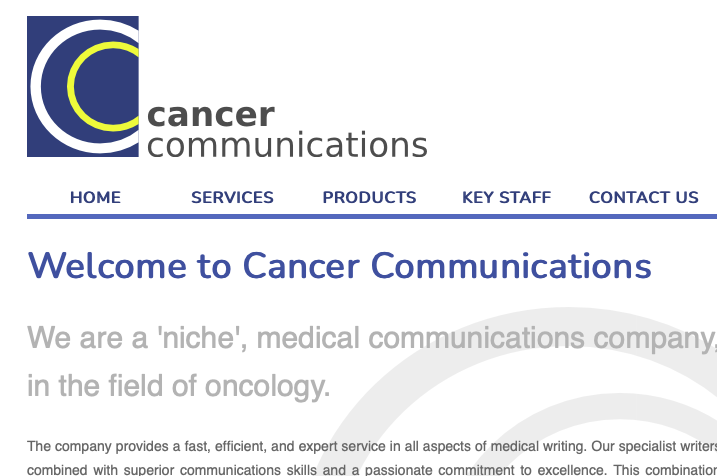 cancer
communications
HOME SERVICES PRODUCTS KEY STAFF CONTACT US
Welcome to Cancer Communications
We are a 'niche', medical communications company,
in the field of oncology.
The company provides a fast, efficient, and expert service in all aspects of medical writing. Our specialist writers
combined with superior communications skills and a passionate commitment to excellence. This combination